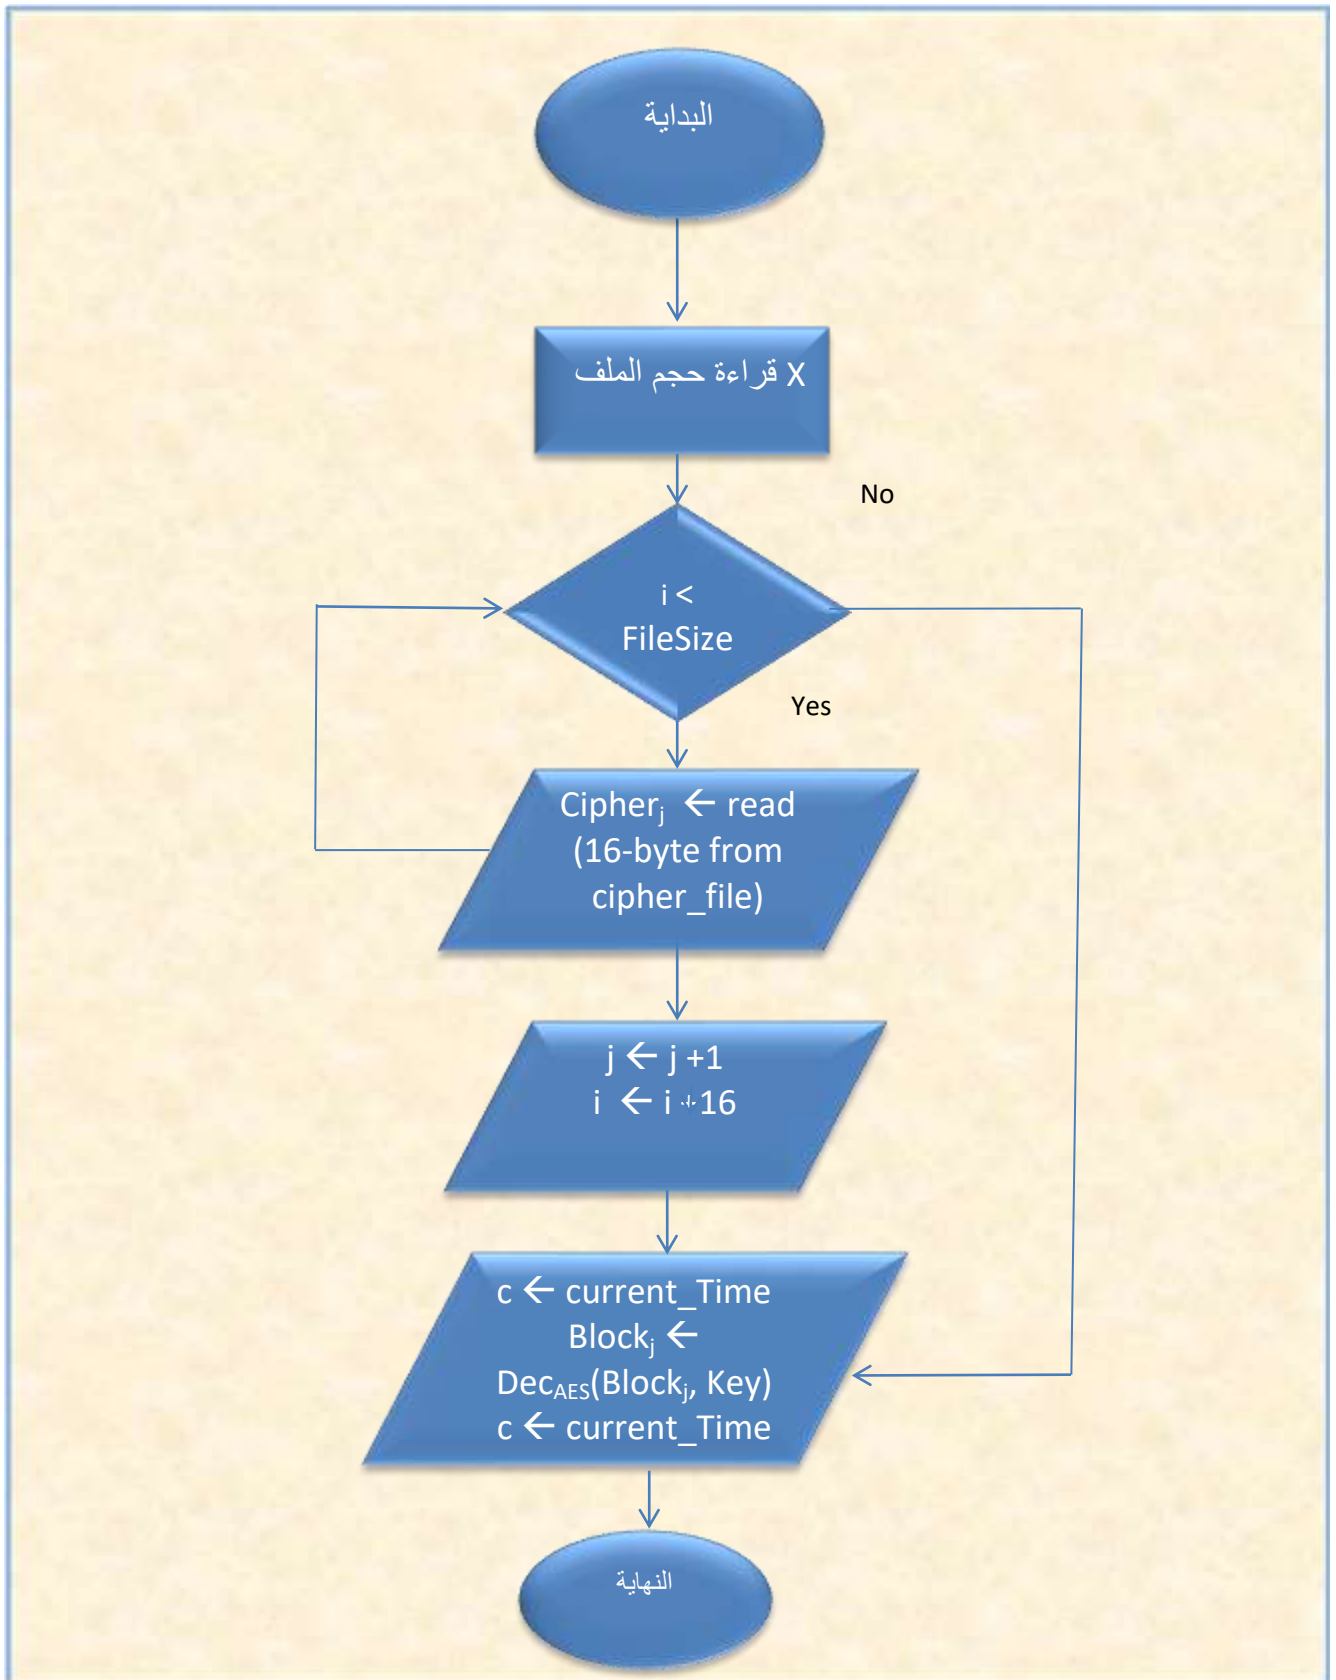 البداية
قراءة حجم الملف X
No
i <
FileSize
Yes
Cipherⱼ ← read
(16-byte from
cipher_file)
j ← j +1
i ← i +16
c ← current_Time
Blockⱼ ←
Dec_AES(Blockⱼ, Key)
c ← current_Time
النهاية